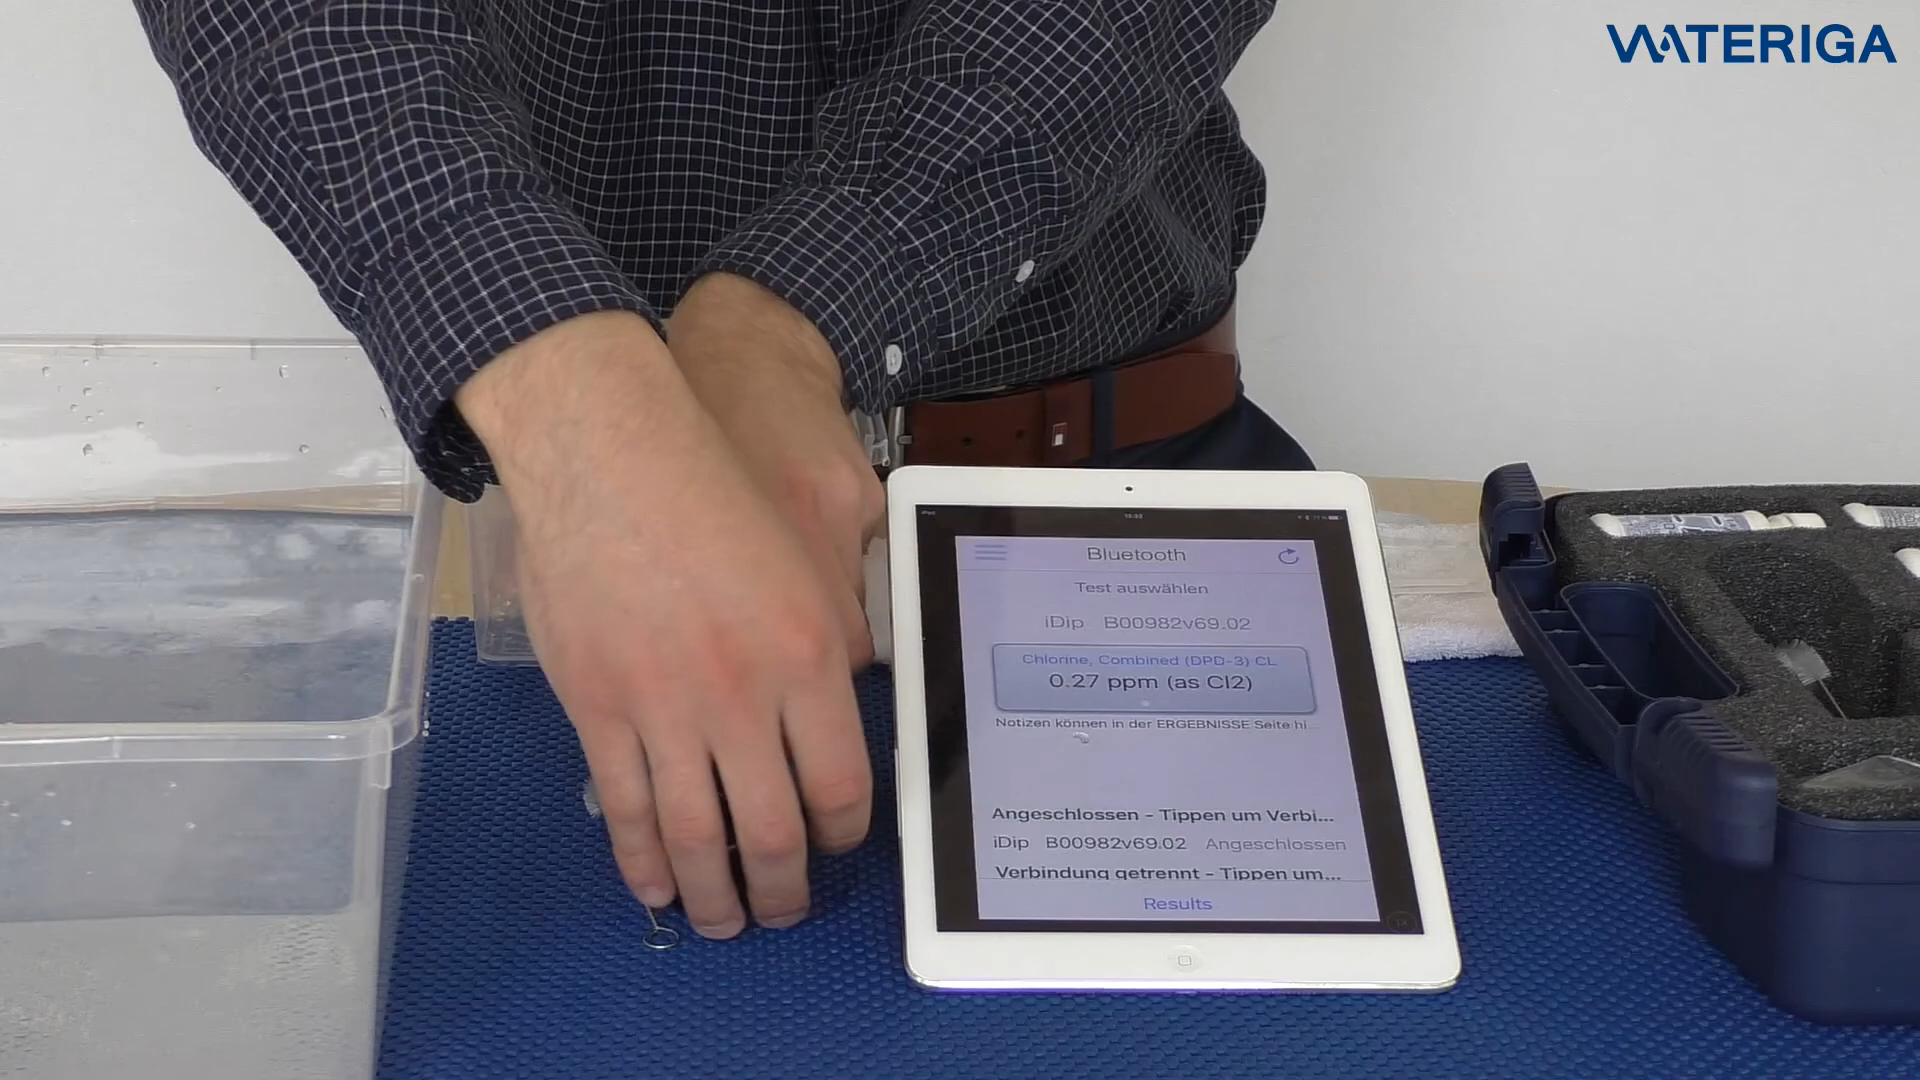 WATERIGA
iPad
Bluetooth
Test auswählen
iDip B00982v69.02
Chlorine, Combined (DPD-3) CL
0.27 ppm (as Cl2)
Notizen können in der ERGEBNISSE Seite hi...
Angeschlossen - Tippen um Verbi...
iDip B00982v69.02 Angeschlossen
Verbindung getrennt - Tippen um...
Results